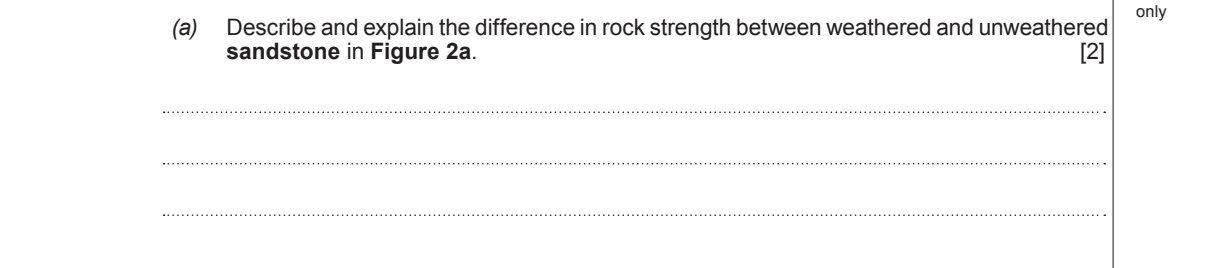 only
(a) Describe and explain the difference in rock strength between weathered and unweathered
sandstone in Figure 2a. [2]